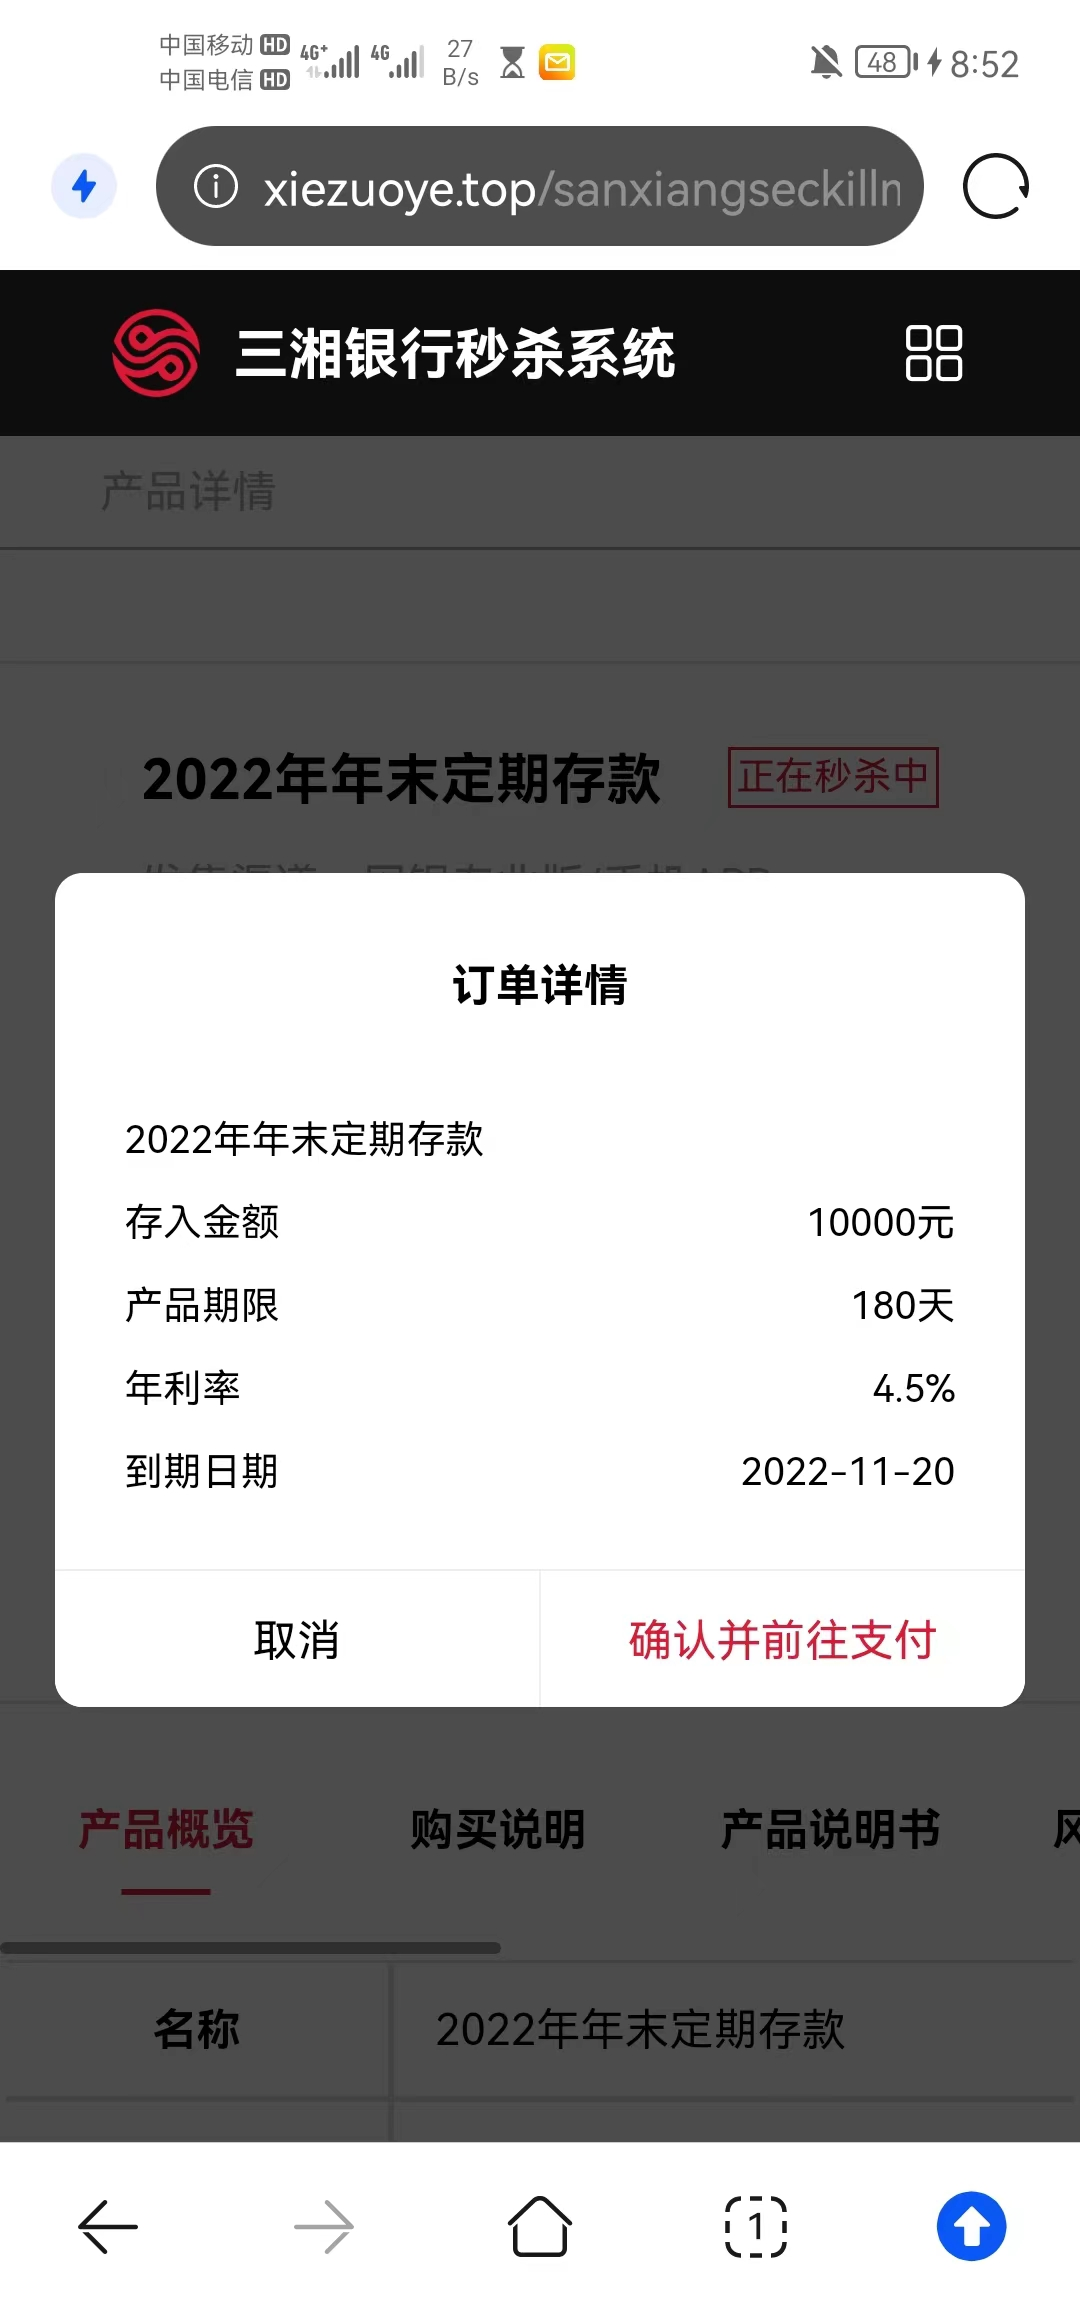 中国移动 HD 4G+ 4G 27 B/s 48 8:52
中国电信 HD
xiezuoye.top/sanxiangseckilln
三湘银行秒杀系统
产品详情
2022年年末定期存款 正在秒杀中
订单详情
2022年年末定期存款
存入金额 10000元
产品期限 180天
年利率 4.5%
到期日期 2022-11-20
取消 确认并前往支付
产品概览 购买说明 产品说明书
名称 2022年年末定期存款
1